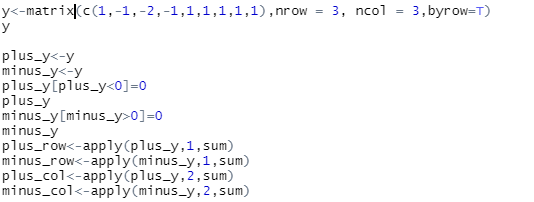 y<-matrix(c(1,-1,-2,-1,1,1,1,1,1),nrow = 3, ncol = 3,byrow=T)
y
plus_y<-y
minus_y<-y
plus_y[plus_y<0]=0
plus_y
minus_y[minus_y>0]=0
minus_y
plus_row<-apply(plus_y,1,sum)
minus_row<-apply(minus_y,1,sum)
plus_col<-apply(plus_y,2,sum)
minus_col<-apply(minus_y,2,sum)